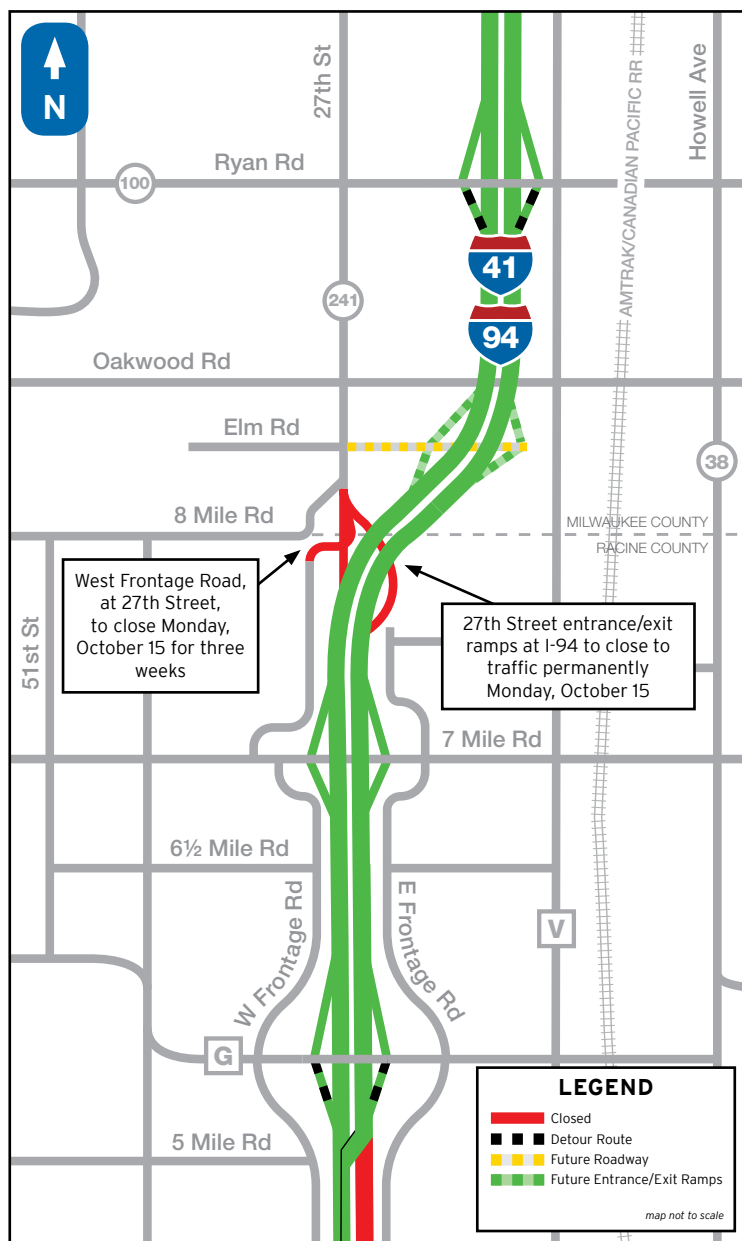 N
27th St
Howell Ave
AMTRAK/CANADIAN PACIFIC RR
Ryan Rd
100
41
241
94
Oakwood Rd
Elm Rd
38
8 Mile Rd
MILWAUKEE COUNTY
RACINE COUNTY
West Frontage Road,
at 27th Street,
to close Monday,
October 15 for three
weeks
27th Street entrance/exit
ramps at I-94 to close to
traffic permanently
Monday, October 15
51st St
7 Mile Rd
6½ Mile Rd
W Frontage Rd
E Frontage Rd
V
G
5 Mile Rd
LEGEND
Closed
Detour Route
Future Roadway
Future Entrance/Exit Ramps
map not to scale